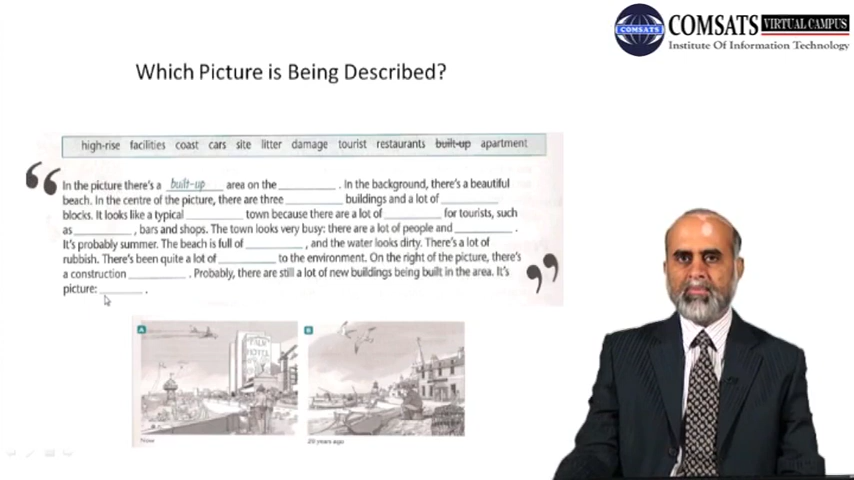 COMSATS
COMSATS VIRTUAL CAMPUS
Institute Of Information Technology
Which Picture is Being Described?
high-rise facilities coast cars site litter damage tourist restaurants built-up apartment
In the picture there's a built-up area on the ________ . In the background, there's a beautiful
beach. In the centre of the picture, there are three ________ buildings and a lot of ________
blocks. It looks like a typical ________ town because there are a lot of ________ for tourists, such
as ________ , bars and shops. The town looks very busy: there are a lot of people and ________ .
It's probably summer. The beach is full of ________ , and the water looks dirty. There's a lot of
rubbish. There's been quite a lot of ________ to the environment. On the right of the picture, there's
a construction ________ . Probably, there are still a lot of new buildings being built in the area. It's
picture: ________ .
A
B
Now
20 years ago